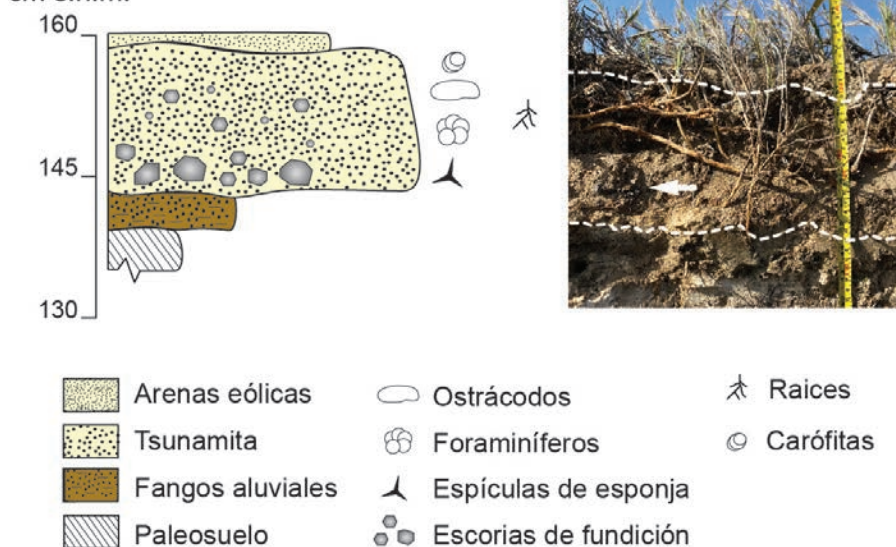 160
145
130
Arenas eólicas
Tsunamita
Fangos aluviales
Paleosuelo
Ostrácodos
Foraminíferos
Espículas de esponja
Escorias de fundición
Raices
Carófitas